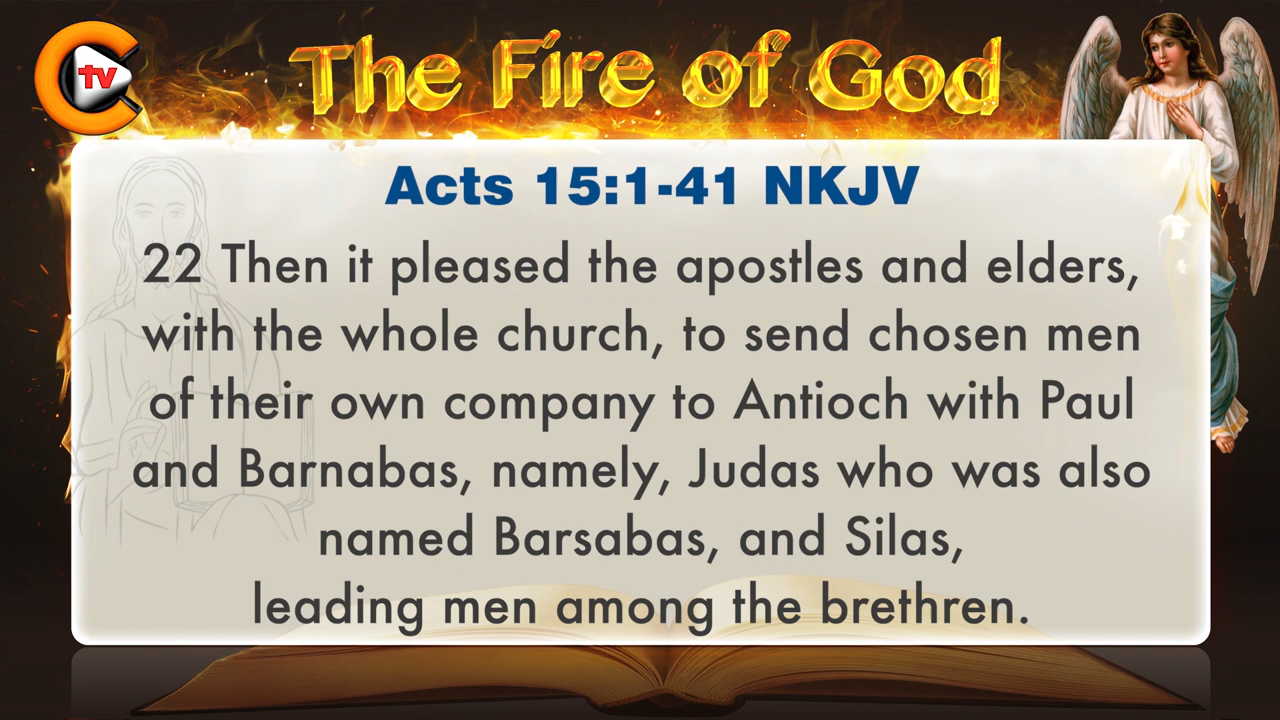 tv
The Fire of God
Acts 15:1-41 NKJV
22 Then it pleased the apostles and elders,
with the whole church, to send chosen men
of their own company to Antioch with Paul
and Barnabas, namely, Judas who was also
named Barsabas, and Silas,
leading men among the brethren.